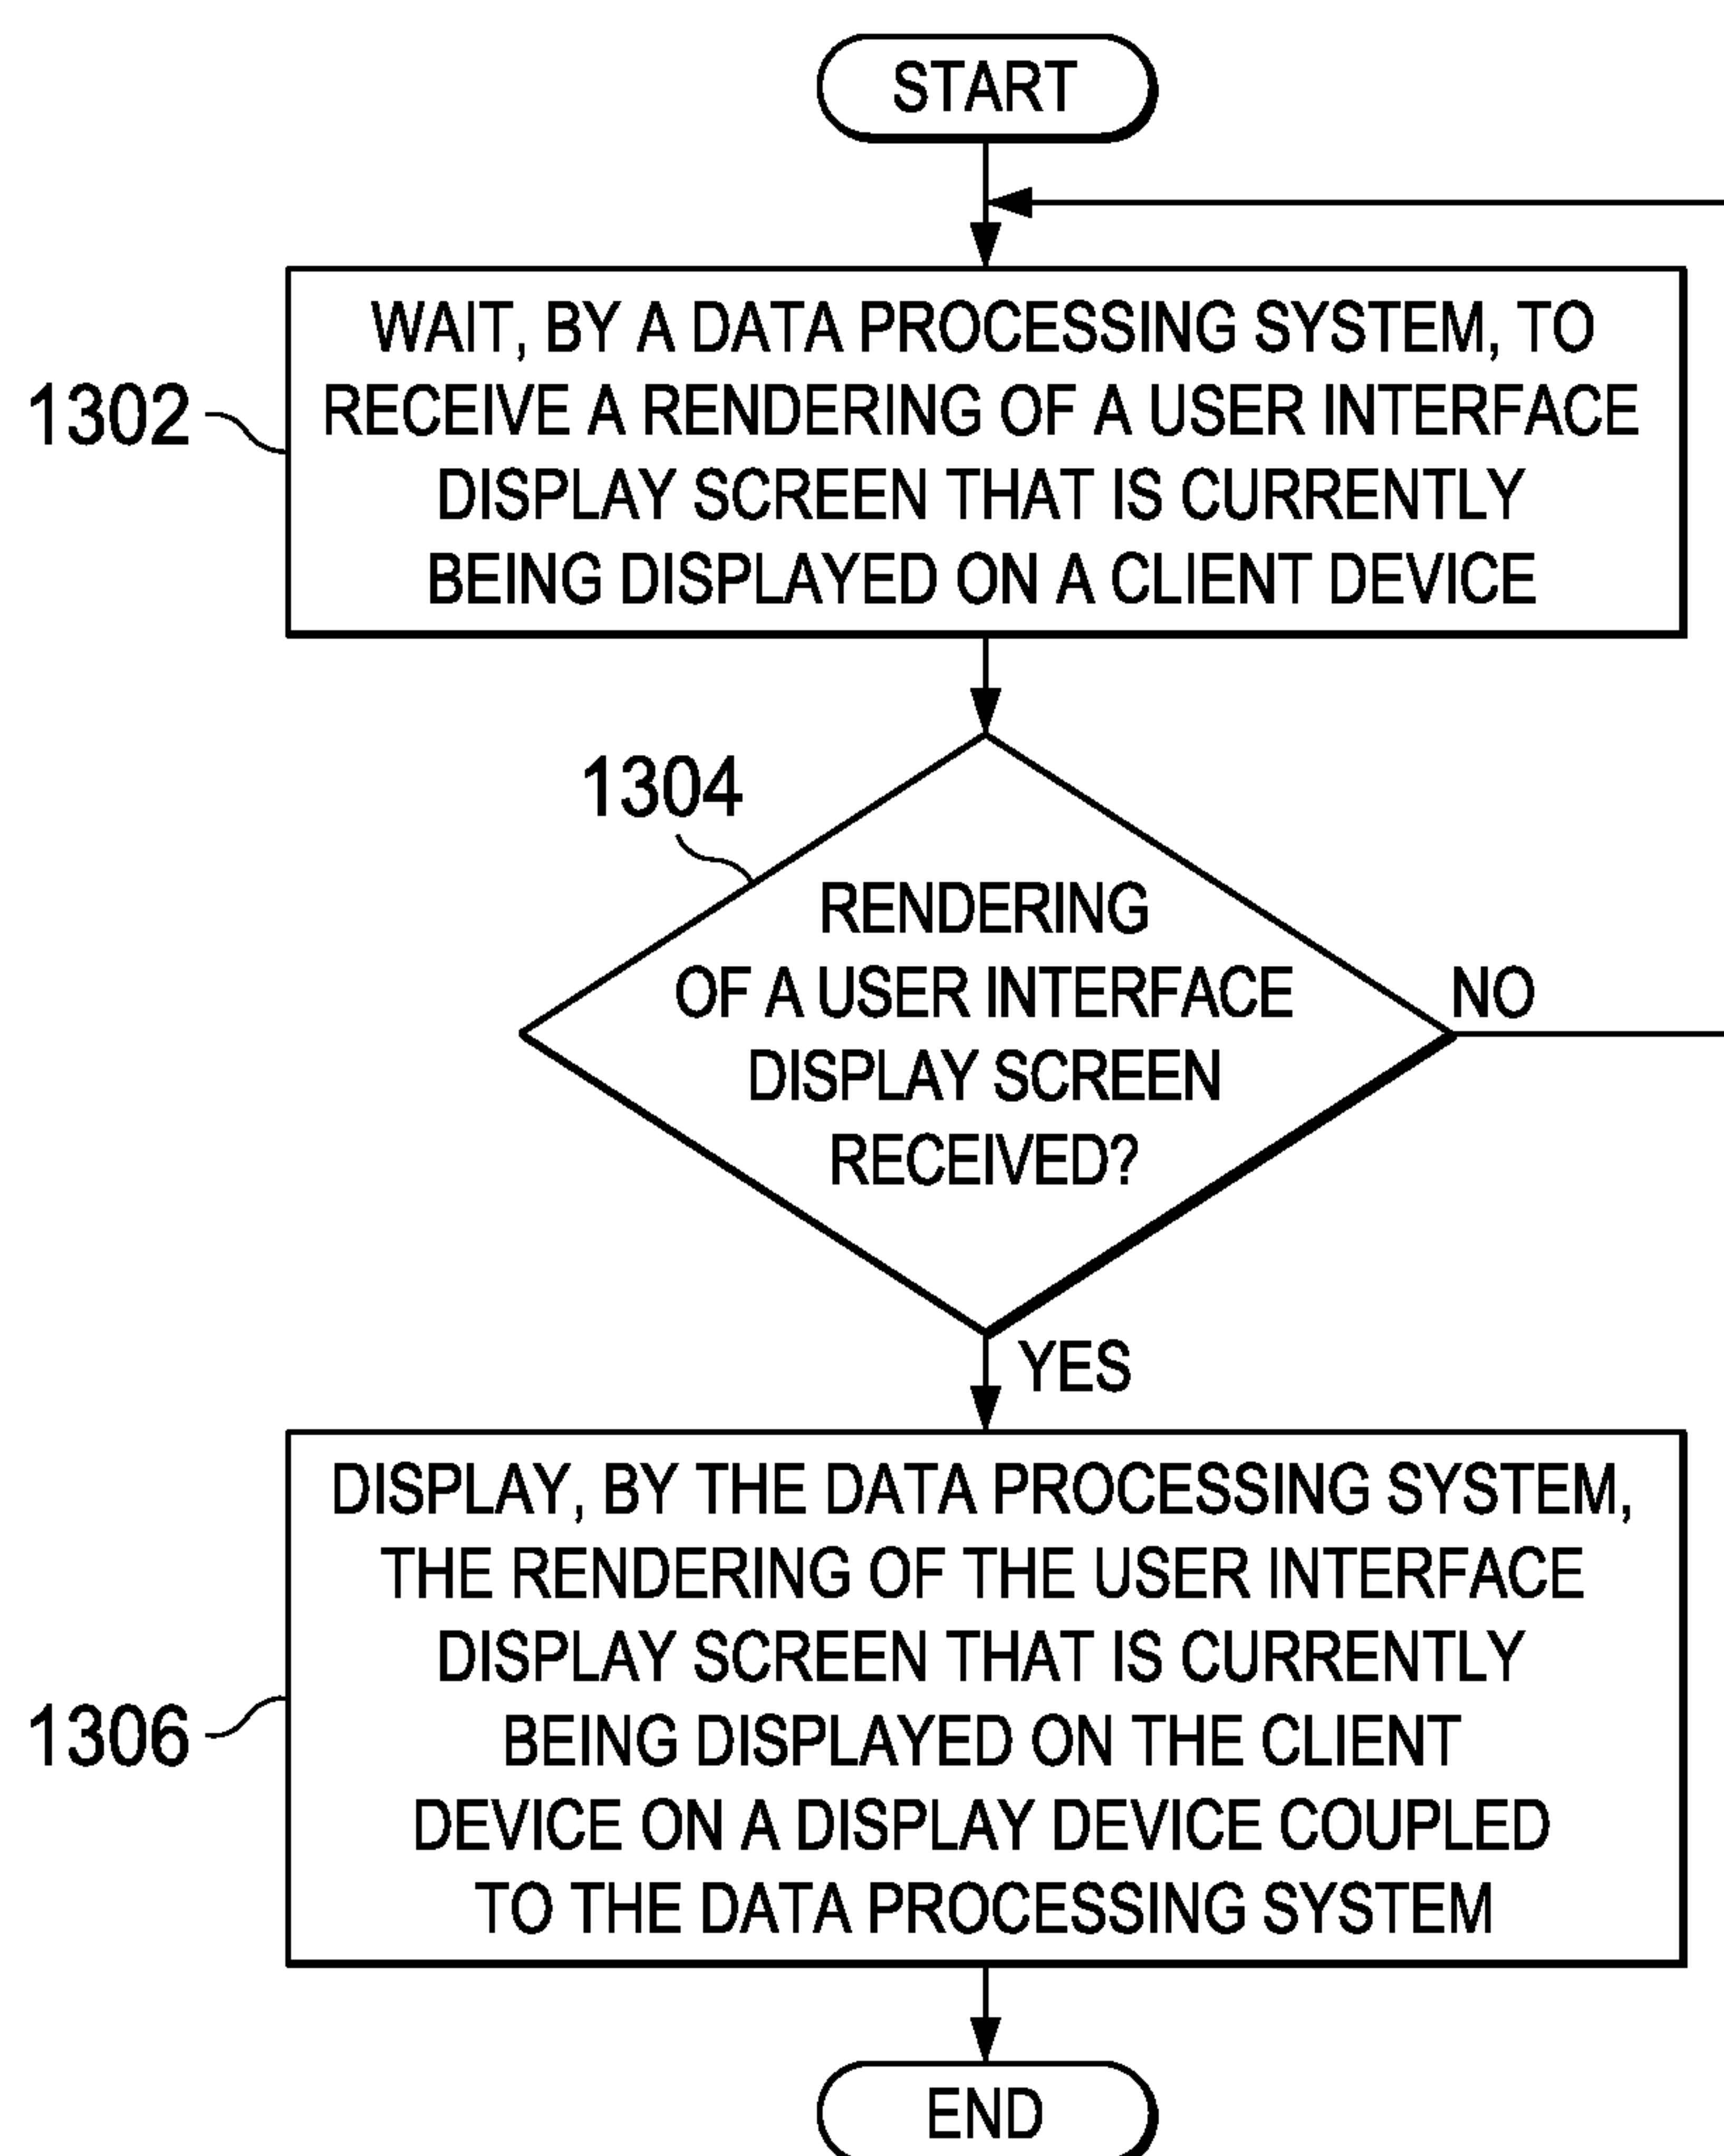 START
WAIT, BY A DATA PROCESSING SYSTEM, TO
RECEIVE A RENDERING OF A USER INTERFACE
DISPLAY SCREEN THAT IS CURRENTLY
BEING DISPLAYED ON A CLIENT DEVICE
1302
1304
RENDERING
OF A USER INTERFACE
DISPLAY SCREEN
RECEIVED?
NO
YES
DISPLAY, BY THE DATA PROCESSING SYSTEM,
THE RENDERING OF THE USER INTERFACE
DISPLAY SCREEN THAT IS CURRENTLY
BEING DISPLAYED ON THE CLIENT
DEVICE ON A DISPLAY DEVICE COUPLED
TO THE DATA PROCESSING SYSTEM
1306
END